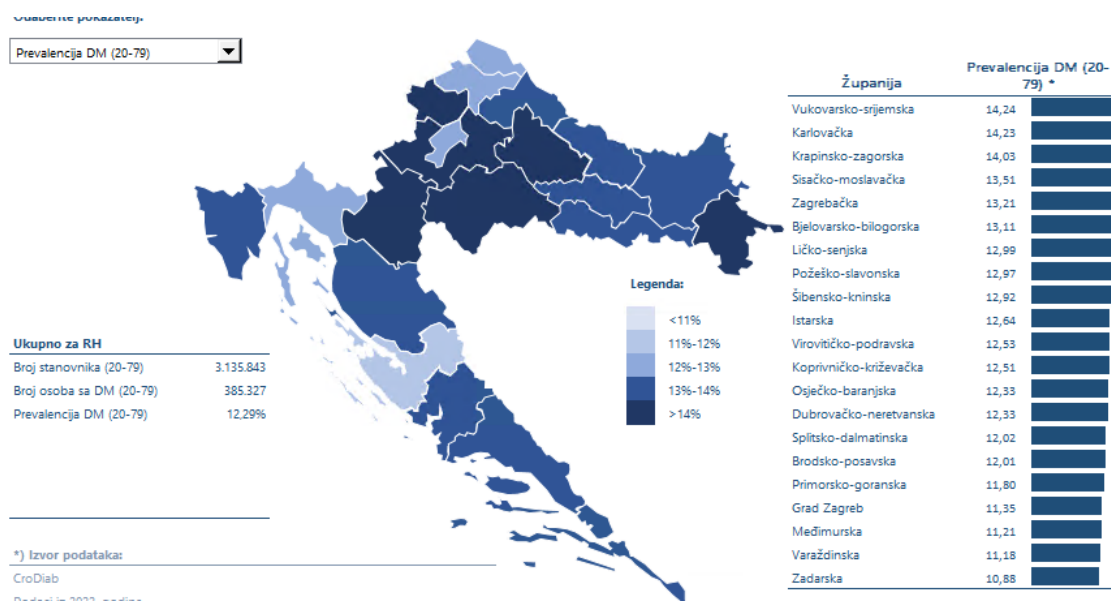 Odaberite pokazatelj:
Prevalencija DM (20-79)
Ukupno za RH
Broj stanovnika (20-79) 3.135.843
Broj osoba sa DM (20-79) 385.327
Prevalencija DM (20-79) 12,29%
*) Izvor podataka:
CroDiab
Legenda:
<11%
11%-12%
12%-13%
13%-14%
>14%
Županija Prevalencija DM (20-
79) *
Vukovarsko-srijemska 14,24
Karlovačka 14,23
Krapinsko-zagorska 14,03
Sisačko-moslavačka 13,51
Zagrebačka 13,21
Bjelovarsko-bilogorska 13,11
Ličko-senjska 12,99
Požeško-slavonska 12,97
Šibensko-kninska 12,92
Istarska 12,64
Virovitičko-podravska 12,53
Koprivničko-križevačka 12,51
Osječko-baranjska 12,33
Dubrovačko-neretvanska 12,33
Splitsko-dalmatinska 12,02
Brodsko-posavska 12,01
Primorsko-goranska 11,80
Grad Zagreb 11,35
Međimurska 11,21
Varaždinska 11,18
Zadarska 10,88